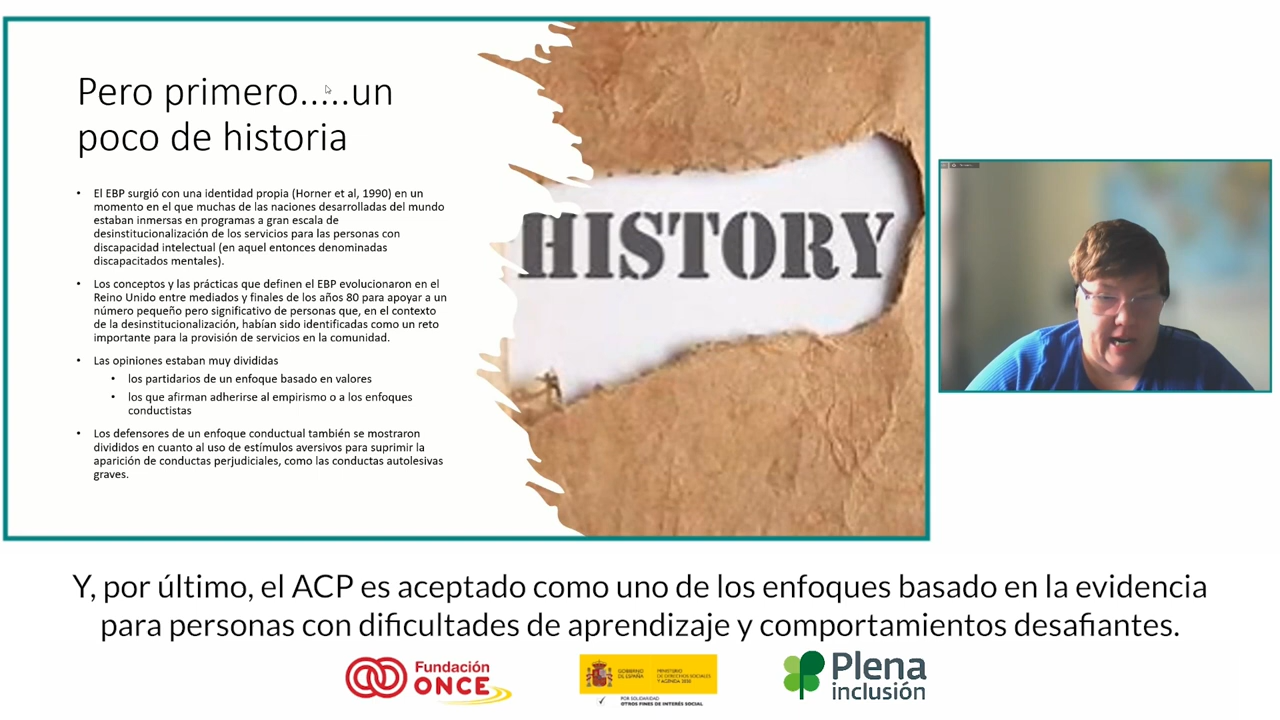 Pero primero.....un
poco de historia
• El EBP surgió con una identidad propia (Horner et al, 1990) en un
momento en el que muchas de las naciones desarrolladas del mundo
estaban inmersas en programas a gran escala de
desinstitucionalización de los servicios para las personas con
discapacidad intelectual (en aquel entonces denominadas
discapacitados mentales).
• Los conceptos y las prácticas que definen el EBP evolucionaron en el
Reino Unido entre mediados y finales de los años 80 para apoyar a un
número pequeño pero significativo de personas que, en el contexto
de la desinstitucionalización, habían sido identificadas como un reto
importante para la provisión de servicios en la comunidad.
• Las opiniones estaban muy divididas
• los partidarios de un enfoque basado en valores
• los que afirman adherirse al empirismo o a los enfoques
conductistas
• Los defensores de un enfoque conductual también se mostraron
divididos en cuanto al uso de estímulos aversivos para suprimir la
aparición de conductas perjudiciales, como las conductas autolesivas
graves.
HISTORY
Y, por último, el ACP es aceptado como uno de los enfoques basado en la evidencia
para personas con dificultades de aprendizaje y comportamientos desafiantes.
Fundación
ONCE
GOBIERNO
DE ESPAÑA
MINISTERIO
DE DERECHOS SOCIALES
Y AGENDA 2030
POR SOLIDARIDAD
OTROS FINES DE INTERÉS SOCIAL
Plena
inclusión